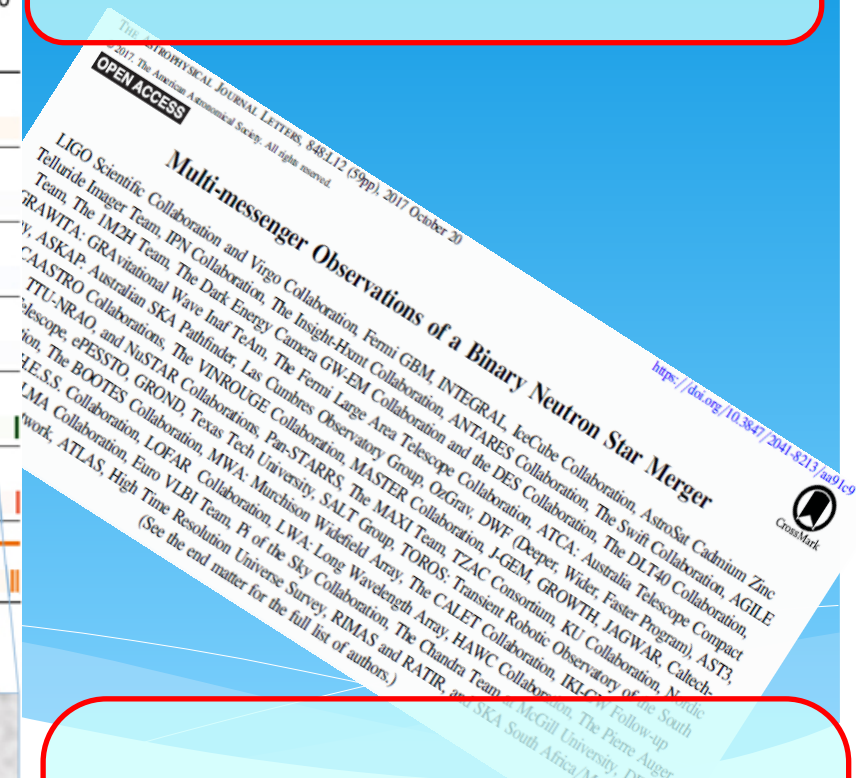 THE ASTROPHYSICAL JOURNAL LETTERS, 848:L12 (59pp), 2017 October 20
© 2017. The American Astronomical Society. All rights reserved.
OPEN ACCESS
https://doi.org/10.3847/2041-8213/aa91c9
CrossMark
Multi-messenger Observations of a Binary Neutron Star Merger
LIGO Scientific Collaboration and Virgo Collaboration, Fermi GBM, INTEGRAL, IceCube Collaboration, AstroSat Cadmium Zinc
Telluride Imager Team, IPN Collaboration, The Insight-Hxmt Collaboration, ANTARES Collaboration, The Swift Collaboration, AGILE
Team, The 1M2H Team, The Dark Energy Camera GW-EM Collaboration and the DES Collaboration, The DLT40 Collaboration,
GRAWITA: GRAvitational Wave Inaf TeAm, The Fermi Large Area Telescope Collaboration, ATCA: Australia Telescope Compact
y, ASKAP: Australian SKA Pathfinder, Las Cumbres Observatory Group, OzGrav, DWF (Deeper, Wider, Faster Program), AST3,
CAASTRO Collaborations, The VINROUGE Collaboration, MASTER Collaboration, J-GEM, GROWTH, JAGWAR, Caltech-
TTU-NRAO, and NuSTAR Collaborations, Pan-STARRS, The MAXI Team, TZAC Consortium, KU Collaboration, Nordic
elescope, ePESSTO, GROND, Texas Tech University, SALT Group, TOROS: Transient Robotic Observatory of the South
ion, The BOOTES Collaboration, MWA: Murchison Widefield Array, The CALET Collaboration, IKI-GW Follow-up
H.E.S.S. Collaboration, LOFAR Collaboration, LWA: Long Wavelength Array, HAWC Collaboration, The Pierre Auger
LMA Collaboration, Euro VLBI Team, Pi of the Sky Collaboration, The Chandra Team at McGill University,
work, ATLAS, High Time Resolution Universe Survey, RIMAS and RATIR, and SKA South Africa/
(See the end matter for the full list of authors.)